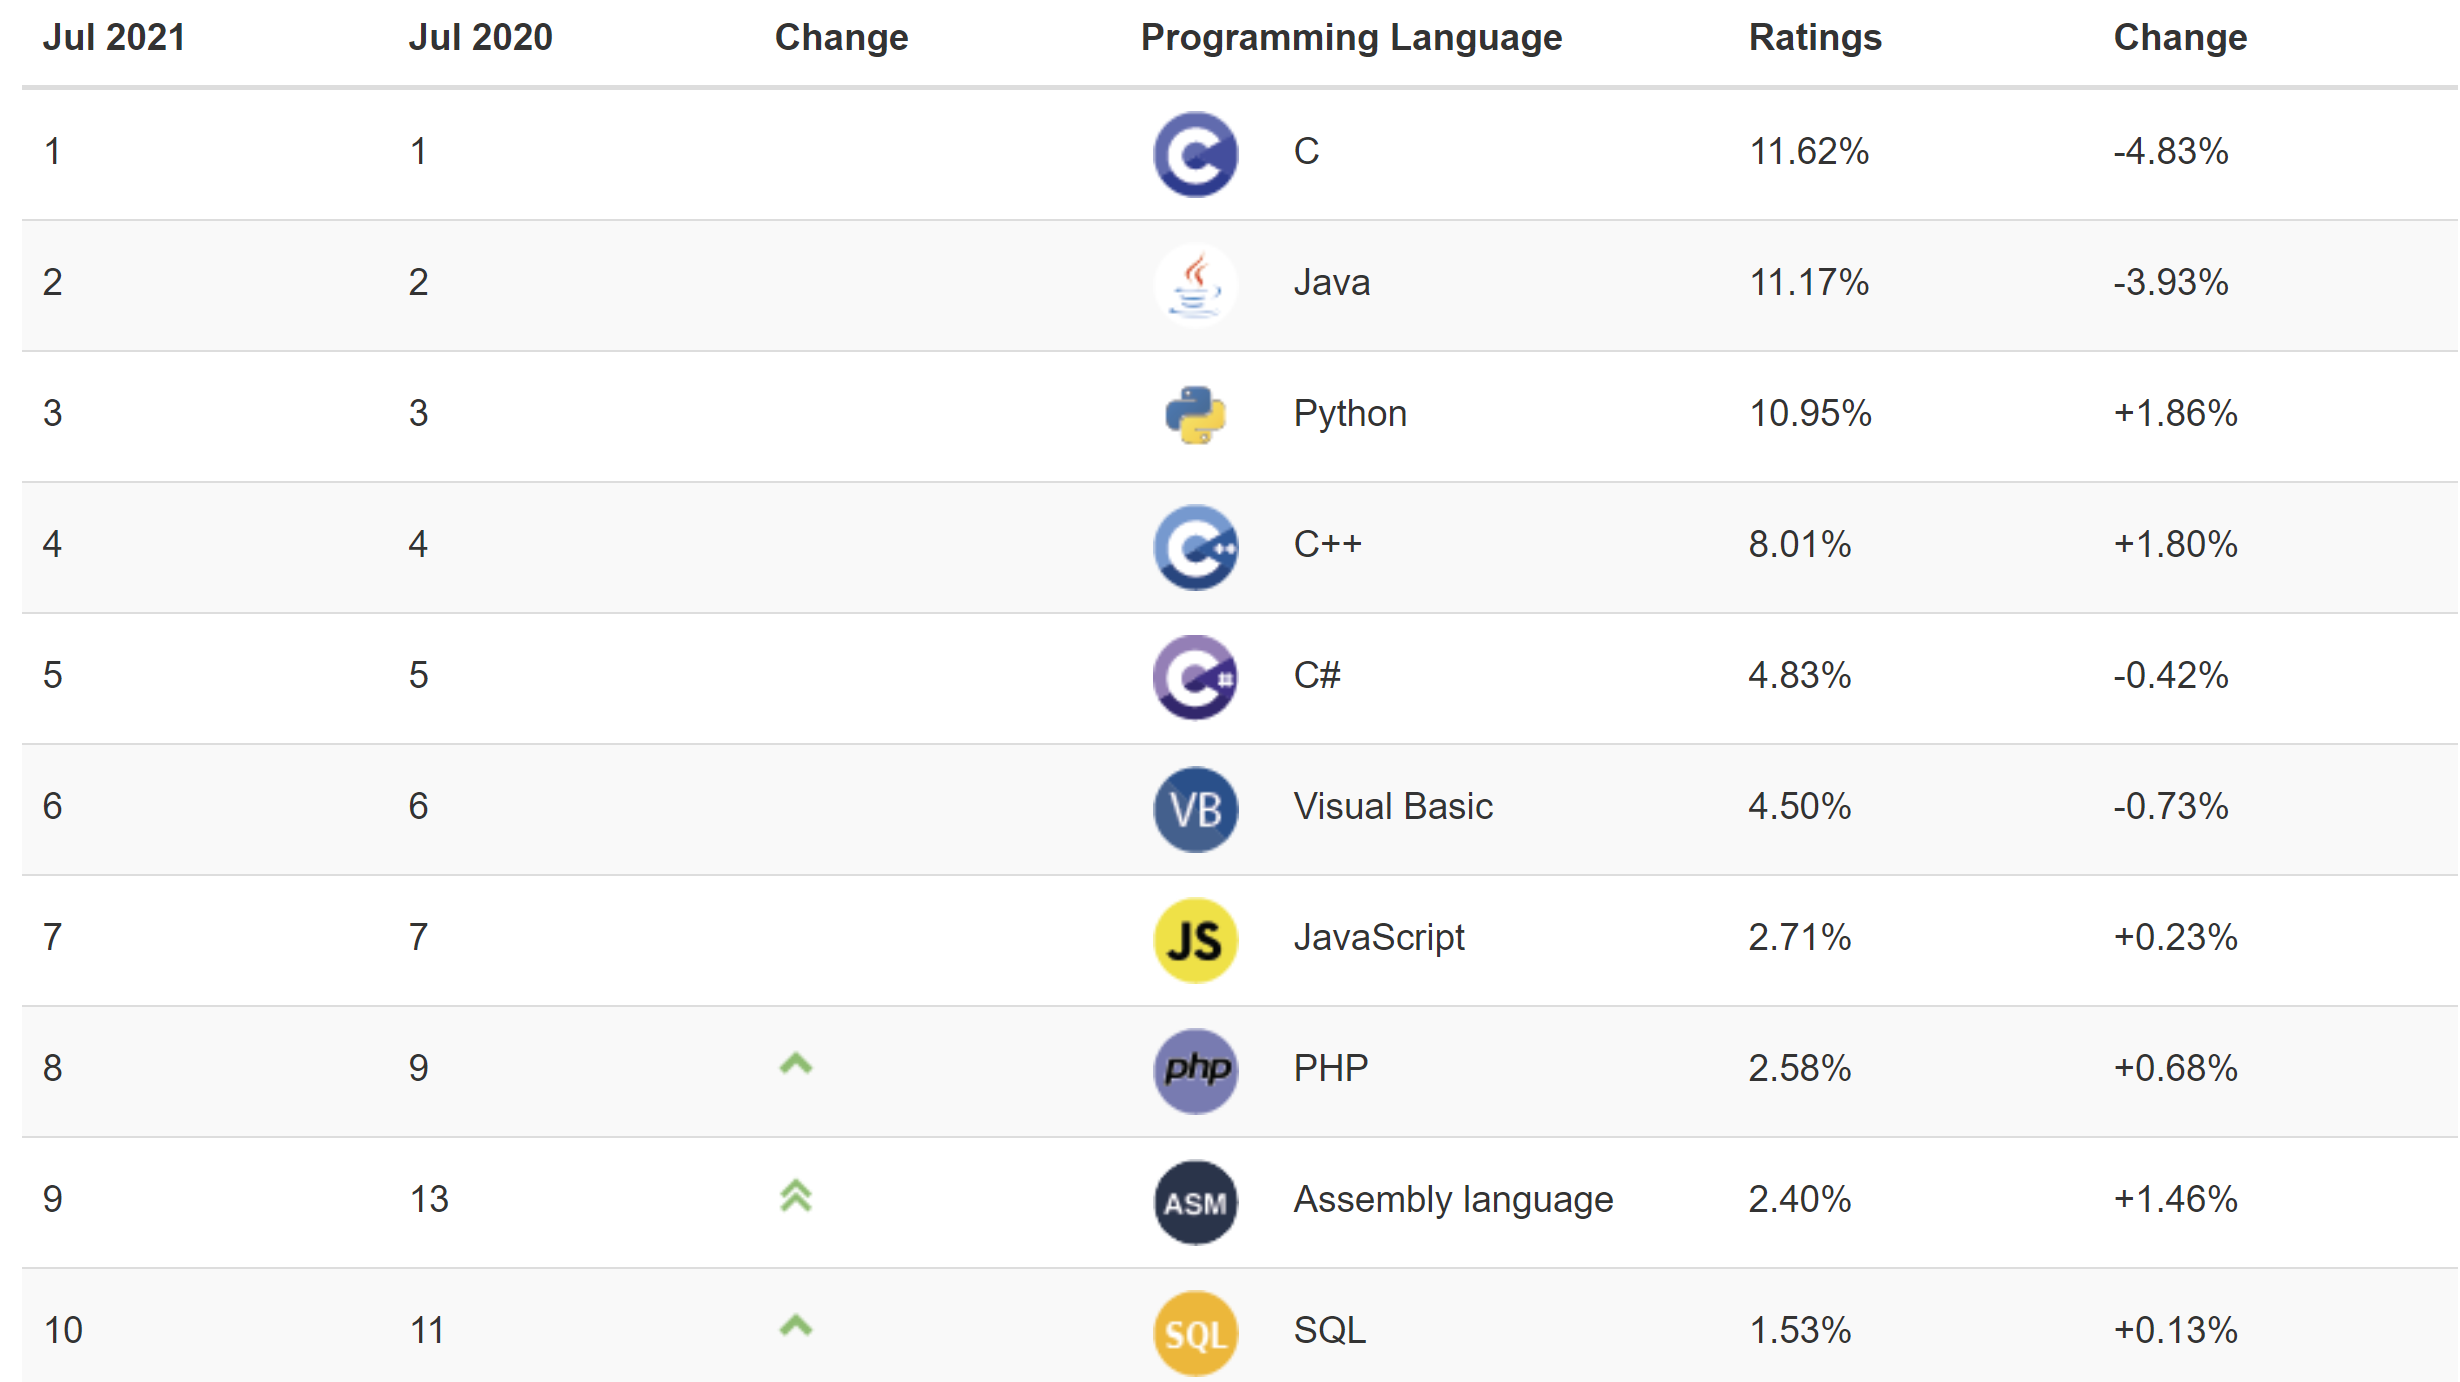 Jul 2021 Jul 2020 Change Programming Language Ratings Change
1 1 C C 11.62% -4.83%
2 2 Java 11.17% -3.93%
3 3 Python 10.95% +1.86%
4 4 C++ C++ 8.01% +1.80%
5 5 C# C# 4.83% -0.42%
6 6 VB Visual Basic 4.50% -0.73%
7 7 JS JavaScript 2.71% +0.23%
8 9 php PHP 2.58% +0.68%
9 13 ASM Assembly language 2.40% +1.46%
10 11 SQL SQL 1.53% +0.13%